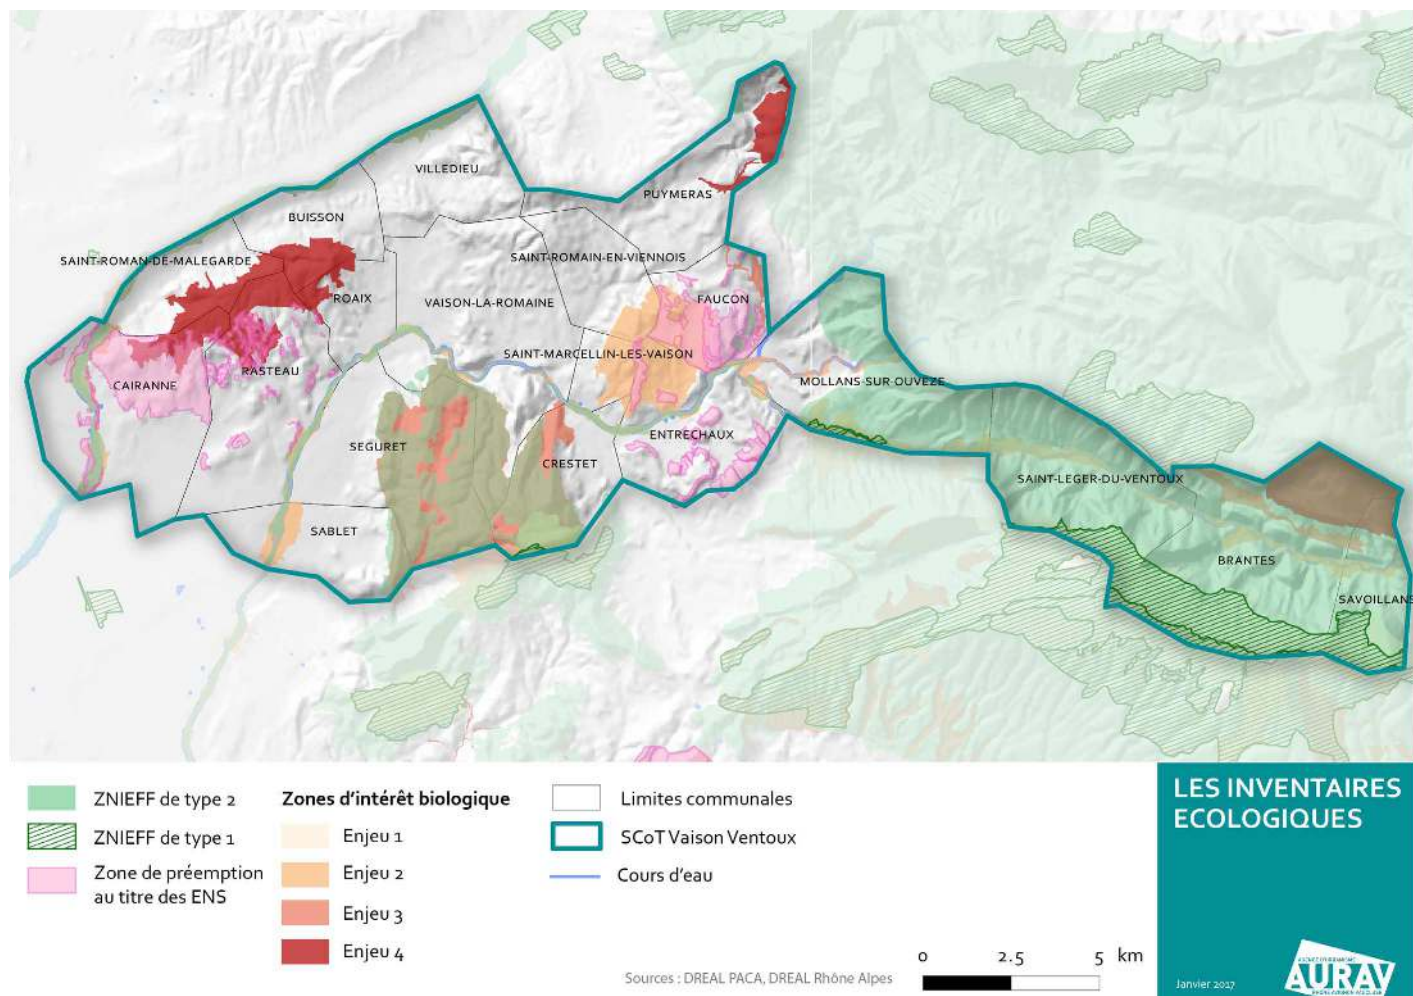 VILLEDIEU
PUYMERAS
BUISSON
SAINT-ROMAN-DE-MALEGARDE
SAINT-ROMAIN-EN-VIENNOIS
ROAIX
VAISON-LA-ROMAINE
FAUCON
SAINT-MARCELLIN-LES-VAISON
CAIRANNE
RASTEAU
MOLLANS-SUR-OUVEZE
SEGURET
ENTRECHAUX
CRESTET
SAINT-LEGER-DU-VENTOUX
SABLET
BRANTES
SAVOILLANS
ZNIEFF de type 2
ZNIEFF de type 1
Zone de préemption
au titre des ENS
Zones d'intérêt biologique
Enjeu 1
Enjeu 2
Enjeu 3
Enjeu 4
Limites communales
SCoT Vaison Ventoux
Cours d'eau
Sources : DREAL PACA, DREAL Rhône Alpes
0 2.5 5 km
LES INVENTAIRES
ECOLOGIQUES
Janvier 2017
AURAV